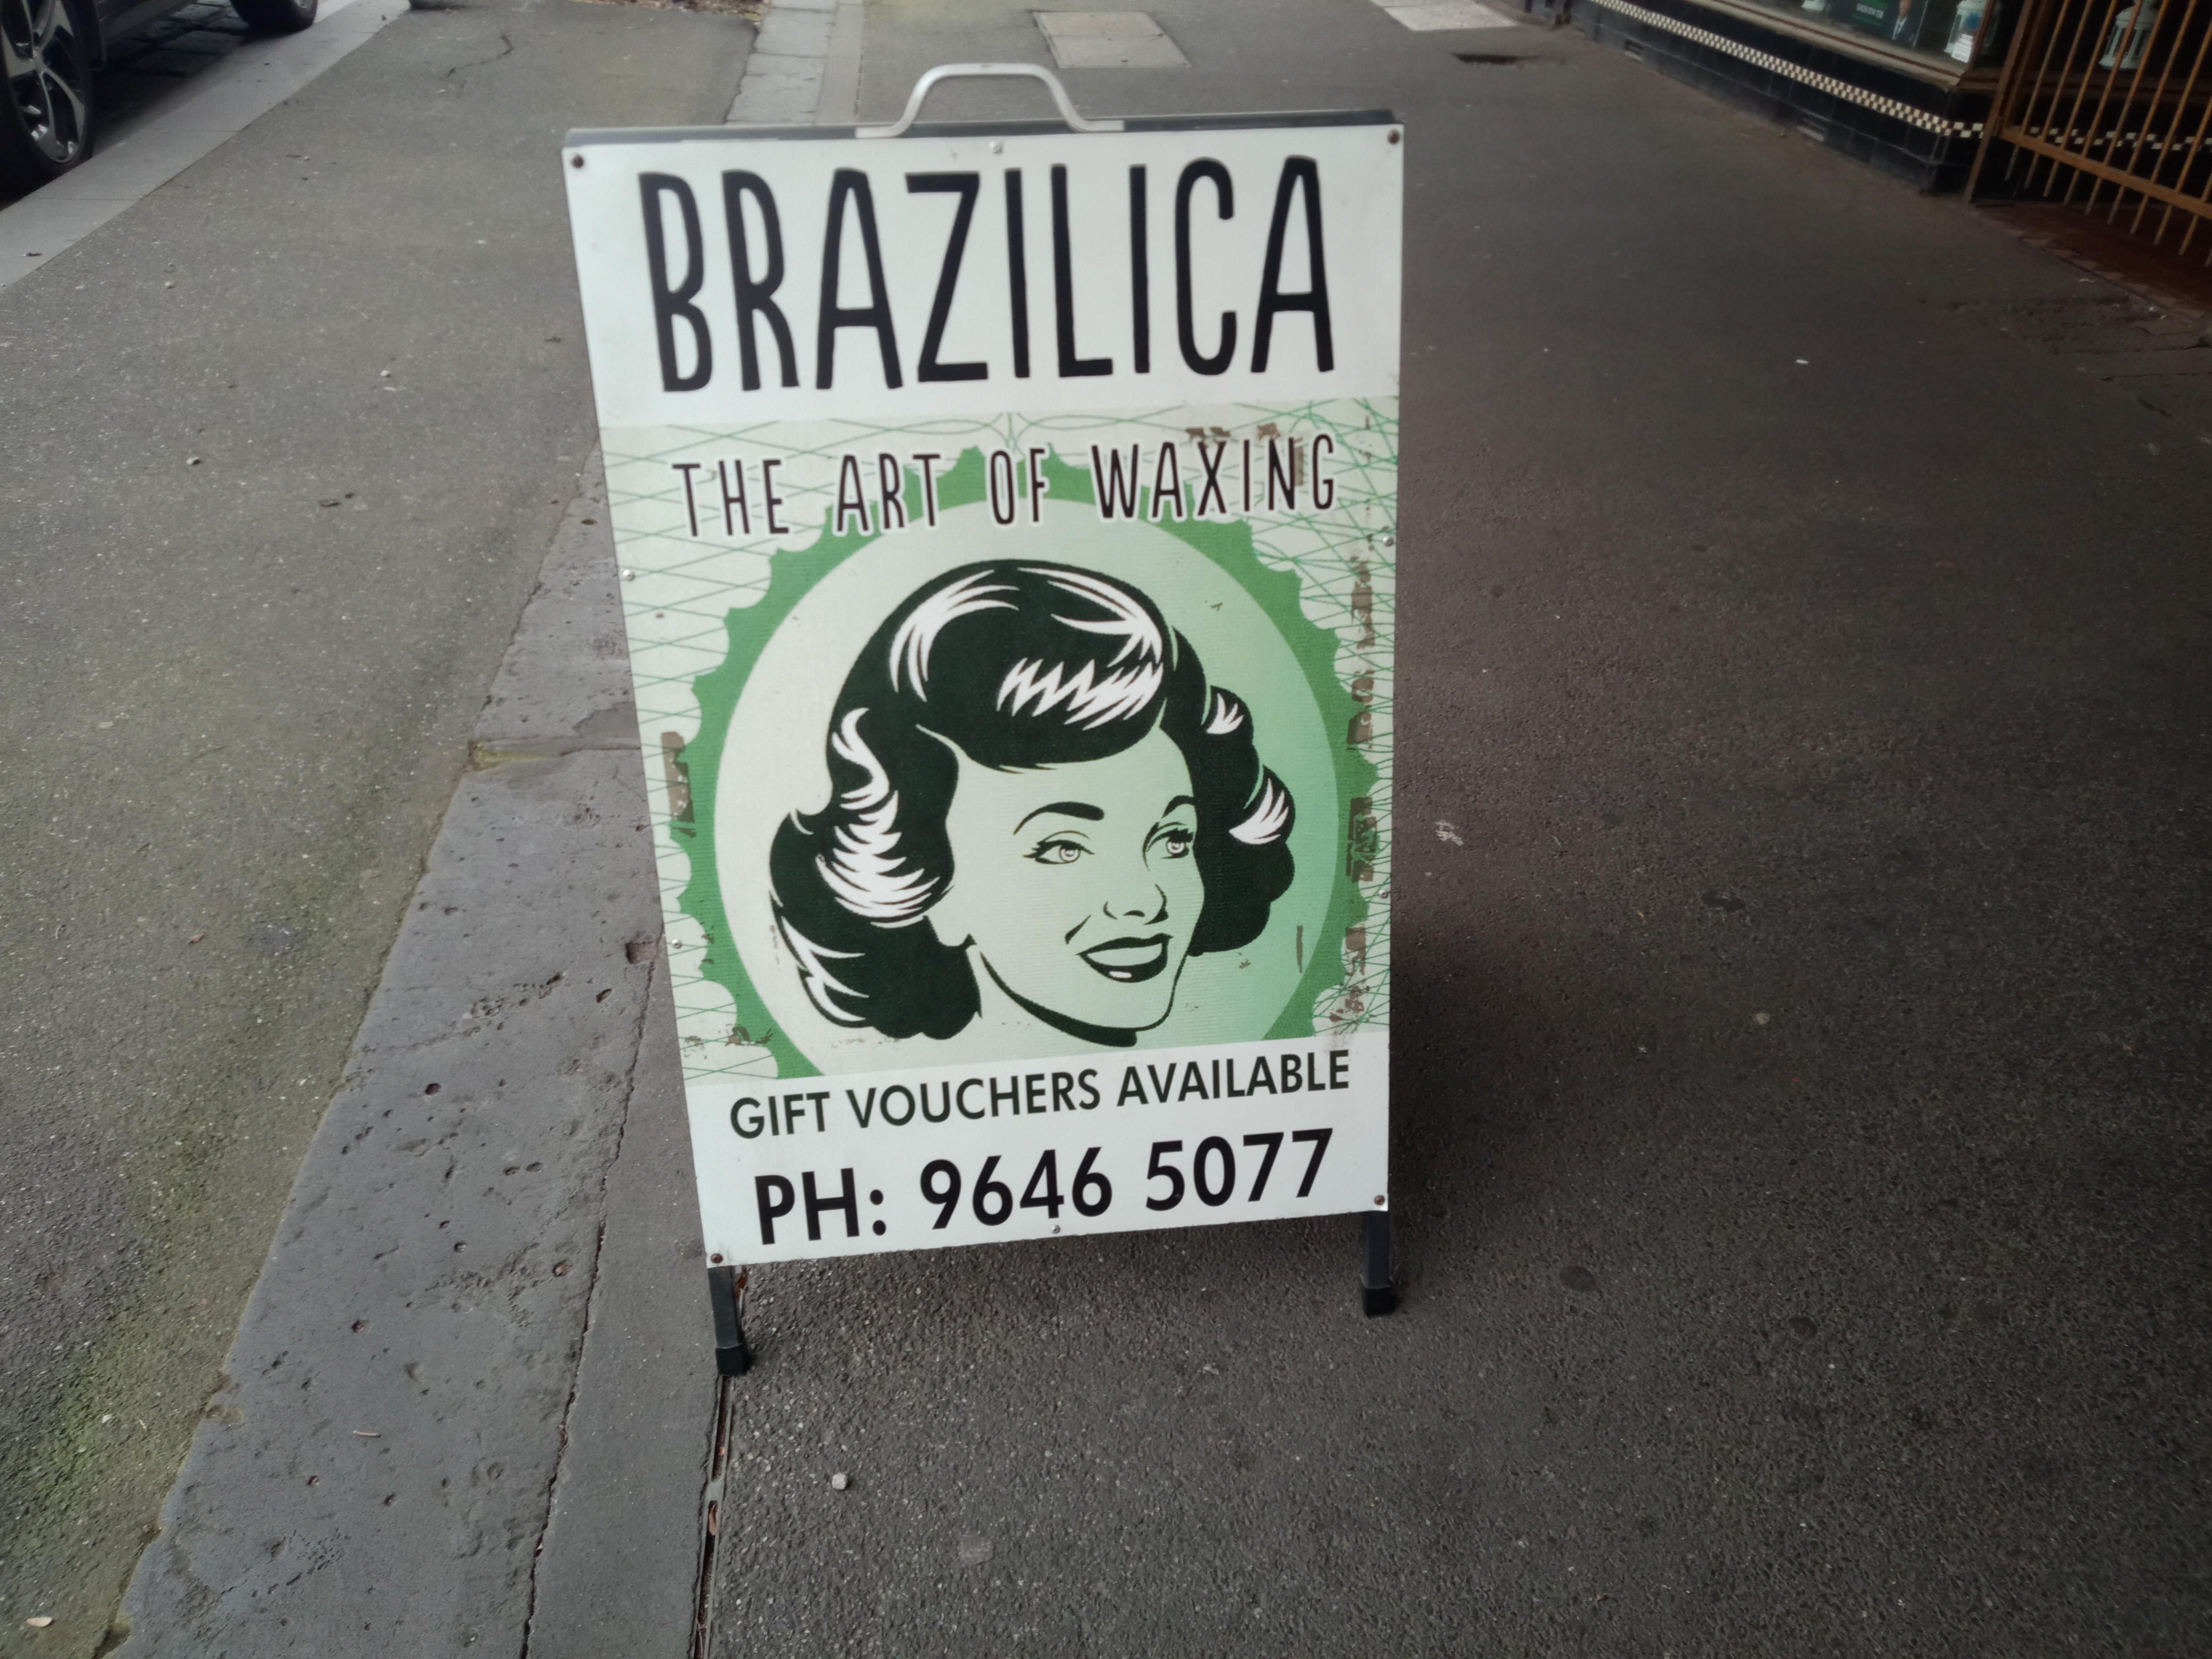 BRAZILICA
THE ART OF WAXING
GIFT VOUCHERS AVAILABLE
PH: 9646 5077